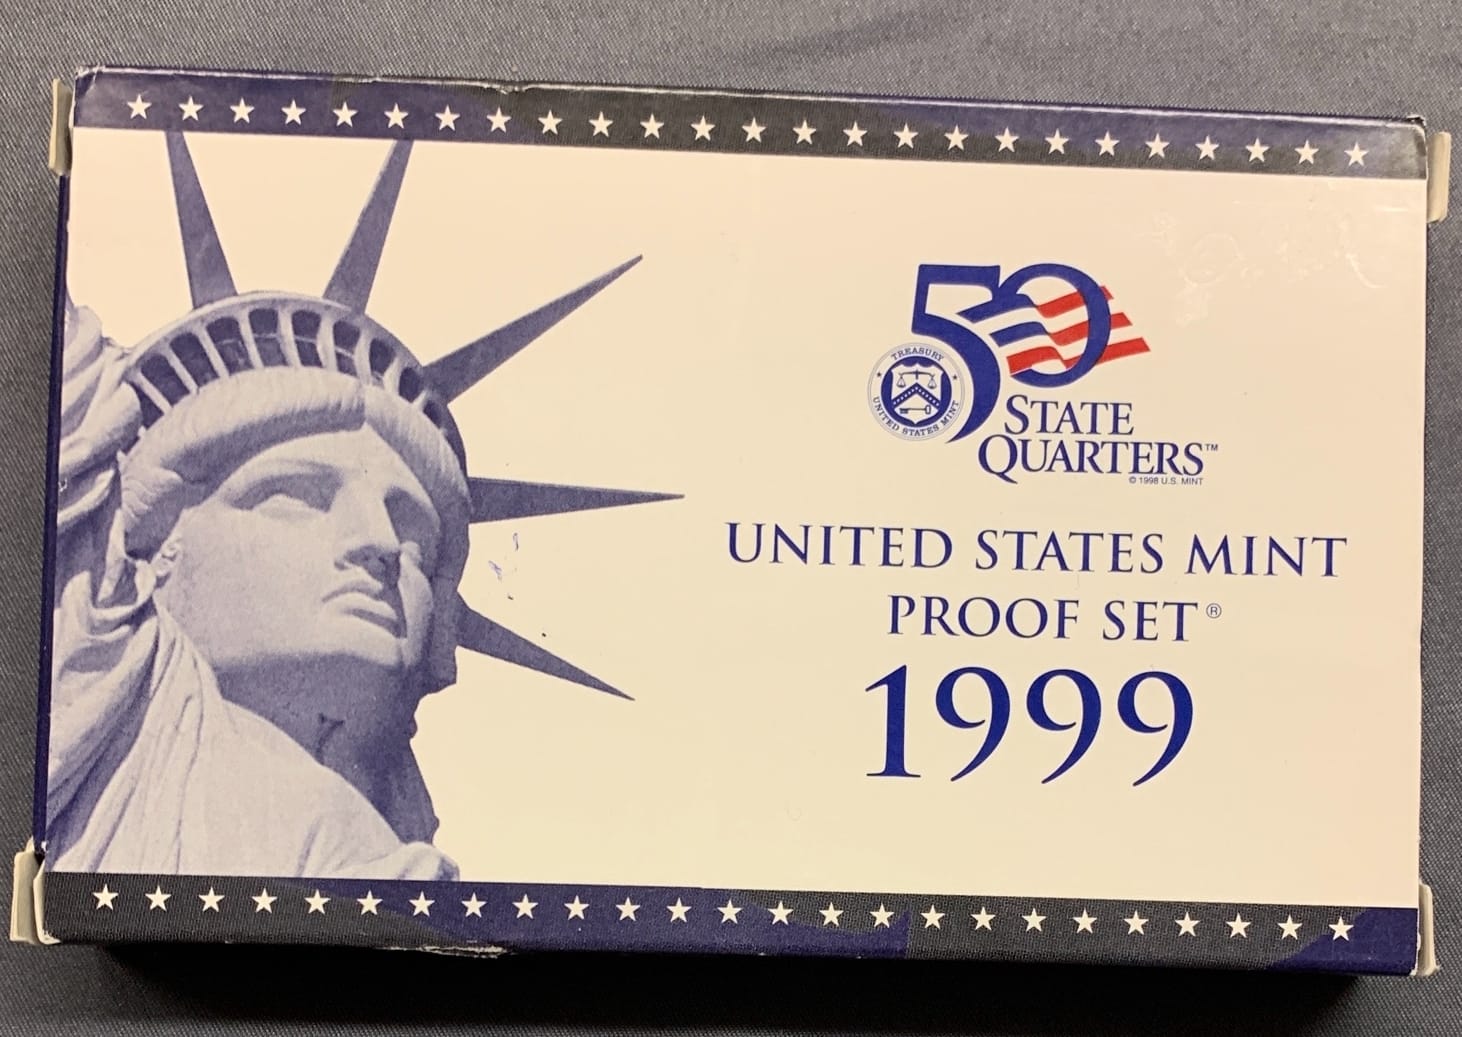 50
TREASURY
UNITED STATES MINT
STATE
QUARTERS™
© 1998 U.S. MINT
UNITED STATES MINT
PROOF SET®
1999